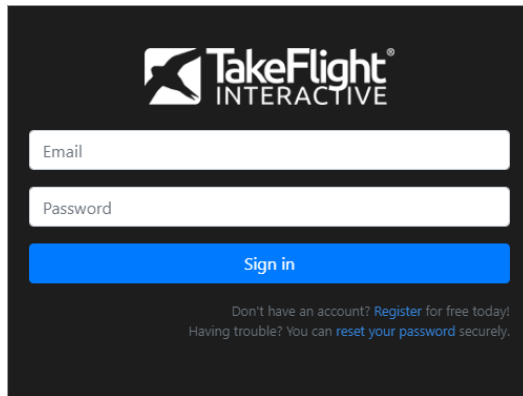 TakeFlight®
INTERACTIVE
Email
Password
Sign in
Don't have an account? Register for free today!
Having trouble? You can reset your password securely.